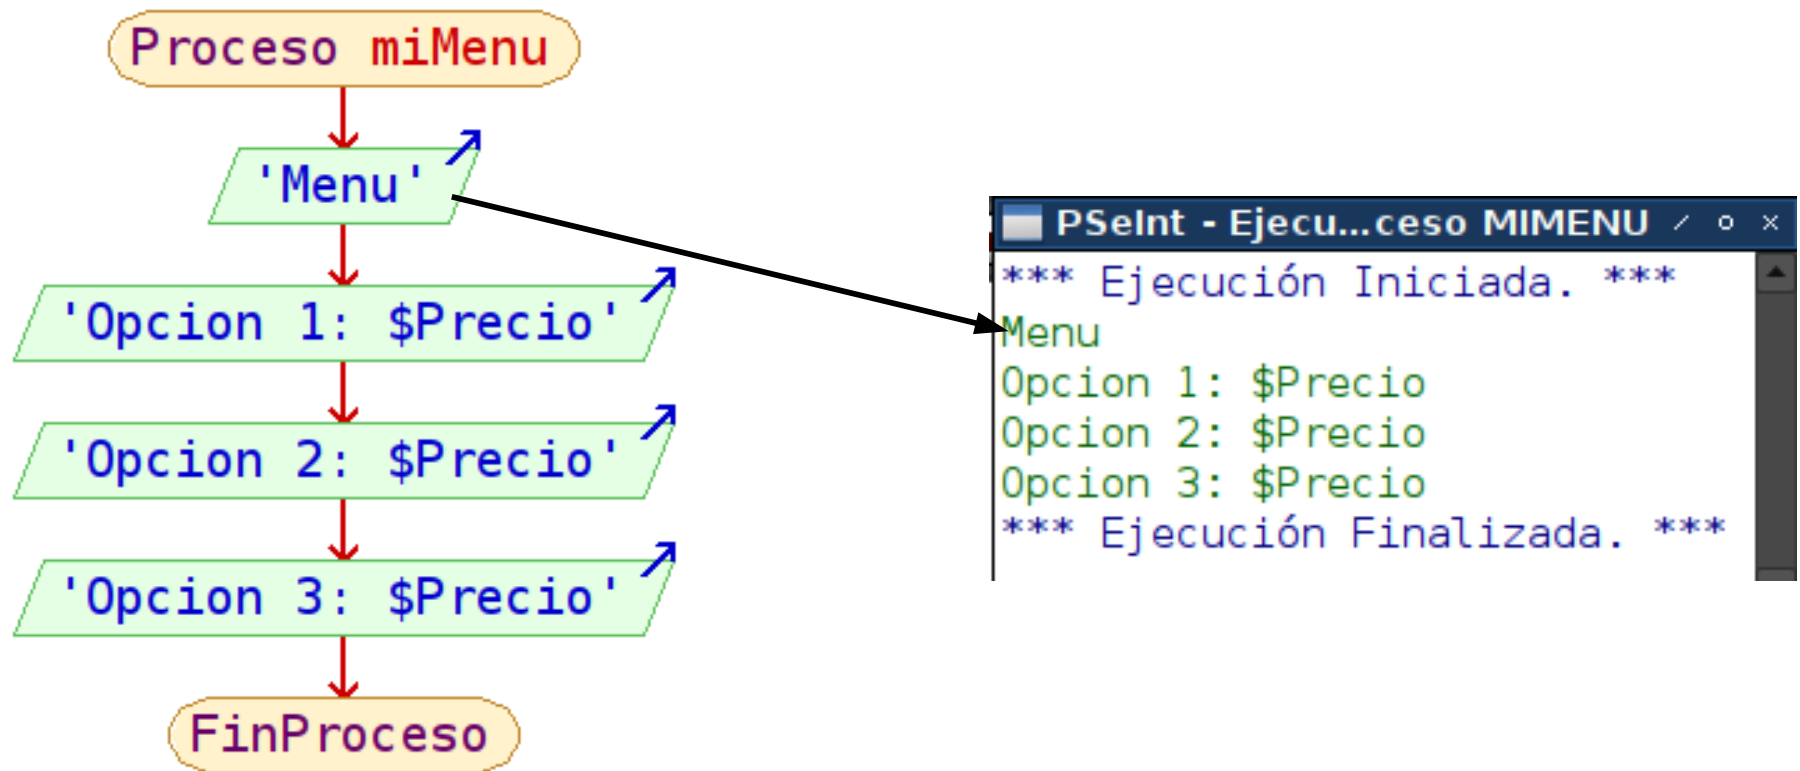 Proceso miMenu
'Menu'
'Opcion 1: $Precio'
'Opcion 2: $Precio'
'Opcion 3: $Precio'
FinProceso
PSeInt - Ejecu...ceso MIMENU
*** Ejecución Iniciada. ***
Menu
Opcion 1: $Precio
Opcion 2: $Precio
Opcion 3: $Precio
*** Ejecución Finalizada. ***